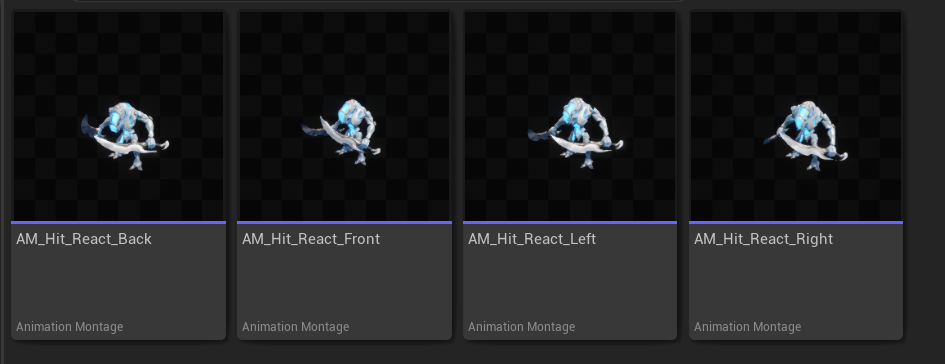 AM_Hit_React_Back
Animation Montage
AM_Hit_React_Front
Animation Montage
AM_Hit_React_Left
Animation Montage
AM_Hit_React_Right
Animation Montage